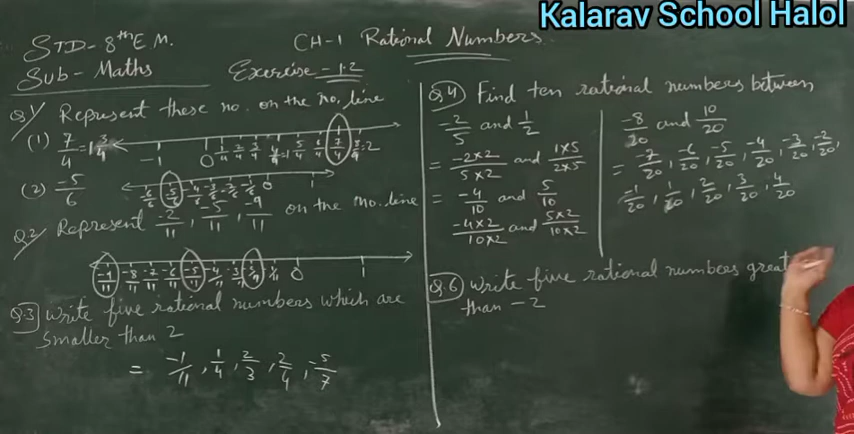 Kalarav School Halol
STD-8th E.M.
CH-1 Rational Numbers
Sub- Maths
Exercise-1.2
Q1/ Represent these no. on the no. line
(1) 7/4 = 1 3/4
-1 0 1/4 2/4 3/4 4/4=1 5/4 6/4 7/4 8/4=2
(2) -5/6
-6/6 -5/6 -4/6 -3/6 -2/6 -1/6 0 1
Q2 Represent -2/11, -5/11, -9/11 on the no. line
-9/11 -8/11 -7/11 -6/11 -5/11 -4/11 -3/11 0 1
Q.3 Write five rational numbers which are
smaller than 2
= -1/11, 1/4, 2/3, 2/4, -5/7
Q4) Find ten rational numbers between
-2/5 and 1/2
= -2×2/5×2 and 1×5/2×5
= -4/10 and 5/10
-4×2/10×2 and 5×2/10×2
-8/20 and 10/20
= -7/20, -6/20, -5/20, -4/20, -3/20, -2/20,
-1/20, 1/20, 2/20, 3/20, 4/20
Q.6) Write five rational numbers great
than -2